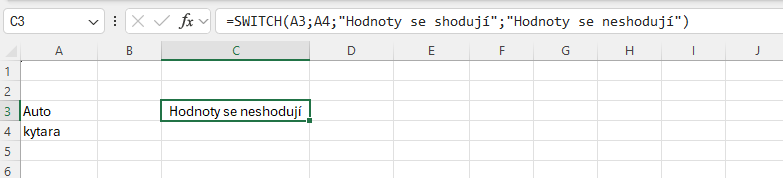 C3 fx =SWITCH(A3;A4;"Hodnoty se shodují";"Hodnoty se neshodují")
A B C D E F G H I J
1
2
3 Auto Hodnoty se neshodují
4 kytara
5
6